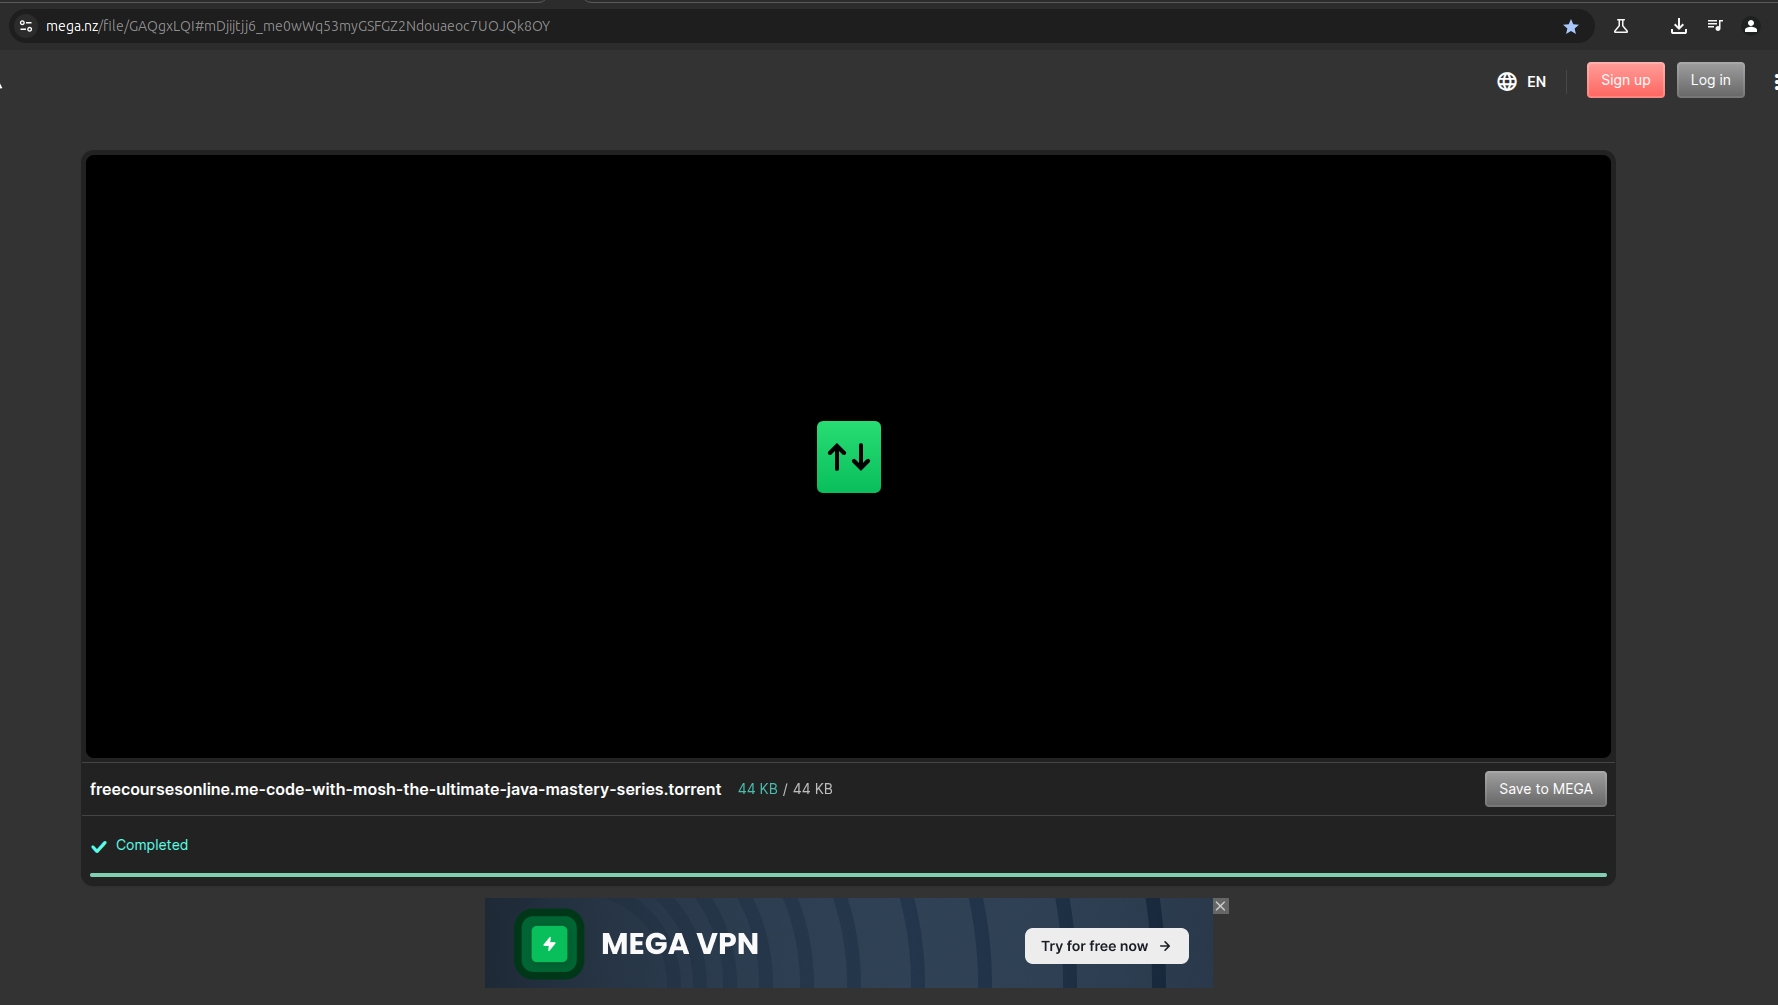 mega.nz/file/GAQgxLQI#mDjijtjj6_me0wWq53myGSFGZ2Ndouaeoc7UOJQk8OY
EN
Sign up
Log in
freecoursesonline.me-code-with-mosh-the-ultimate-java-mastery-series.torrent 44 KB / 44 KB
Save to MEGA
Completed
MEGA VPN
Try for free now